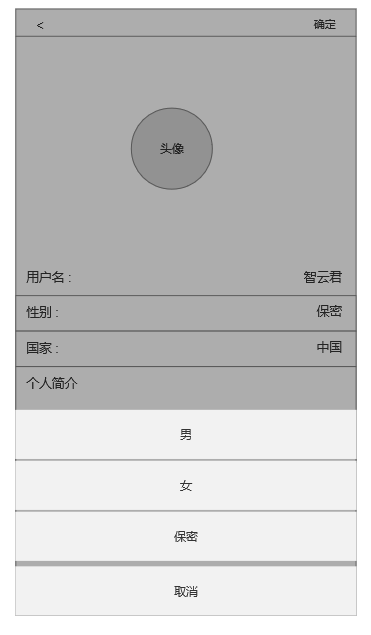 < 确定
头像
用户名： 智云君
性别： 保密
国家： 中国
个人简介
男
女
保密
取消